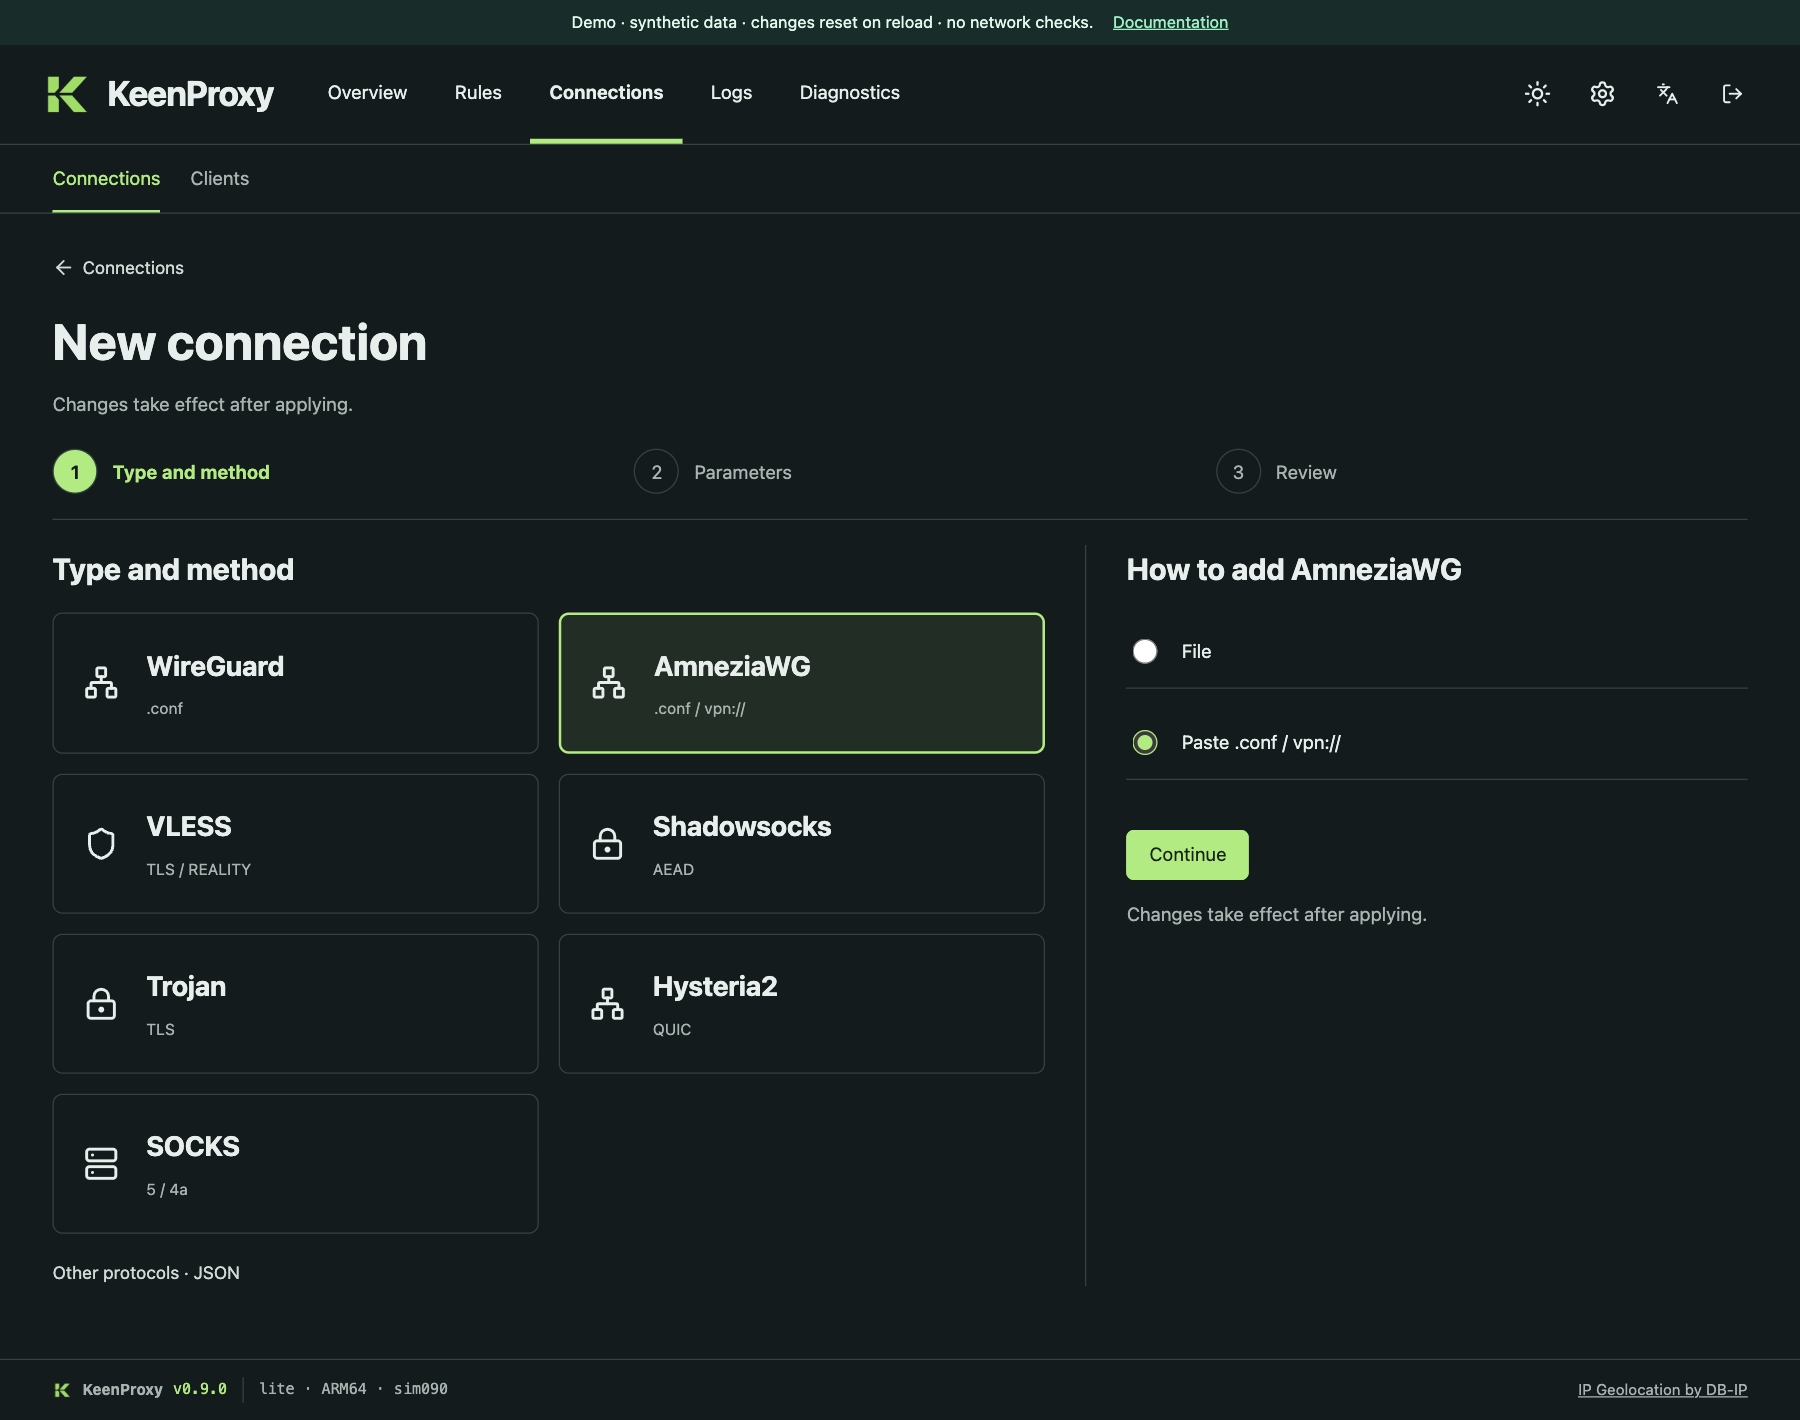 Demo · synthetic data · changes reset on reload · no network checks. Documentation
KeenProxy
Overview
Rules
Connections
Logs
Diagnostics
Connections
Clients
Connections
New connection
Changes take effect after applying.
1 Type and method
2 Parameters
3 Review
Type and method
WireGuard
.conf
AmneziaWG
.conf / vpn://
VLESS
TLS / REALITY
Shadowsocks
AEAD
Trojan
TLS
Hysteria2
QUIC
SOCKS
5 / 4a
Other protocols · JSON
How to add AmneziaWG
File
Paste .conf / vpn://
Continue
Changes take effect after applying.
KeenProxy v0.9.0
lite · ARM64 · sim090
IP Geolocation by DB-IP